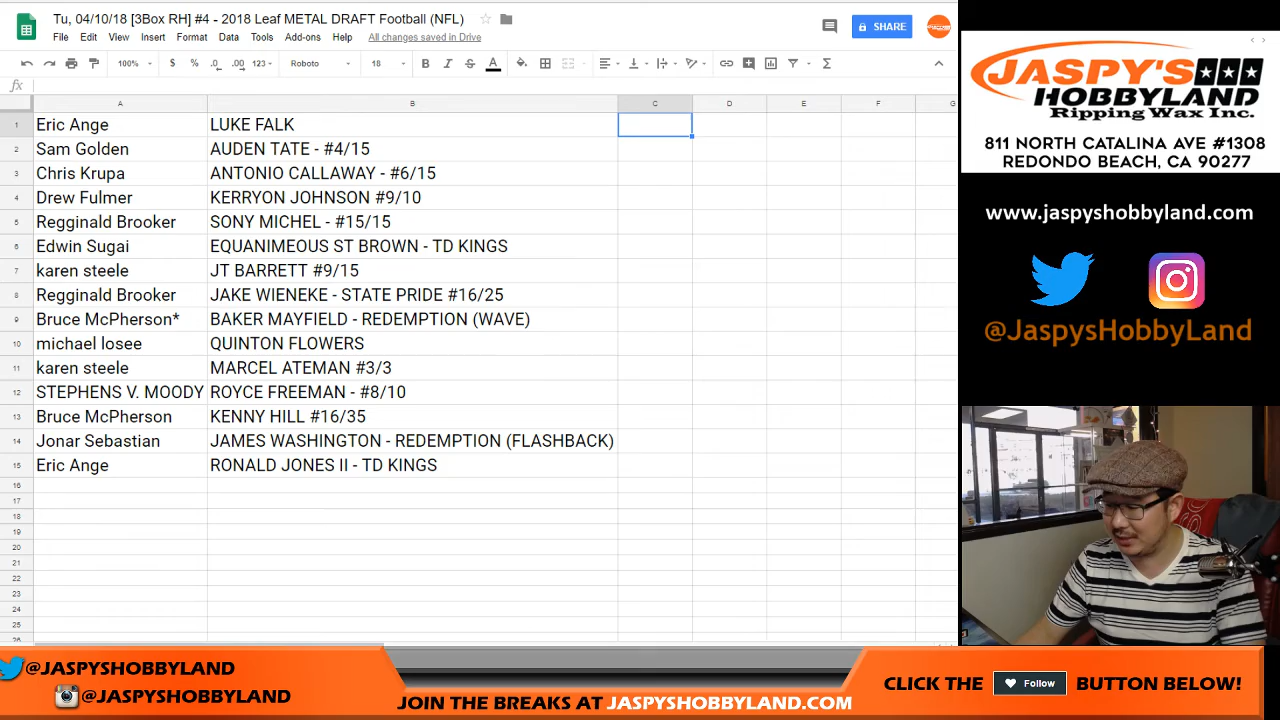 Tu, 04/10/18 [3Box RH] #4 - 2018 Leaf METAL DRAFT Football (NFL)
File Edit View Insert Format Data Tools Add-ons Help All changes saved in Drive
SHARE
100% $ % .0 .00 123 Roboto 18 B I S A Σ
fx
A B C D E F G
1 Eric Ange LUKE FALK
2 Sam Golden AUDEN TATE - #4/15
3 Chris Krupa ANTONIO CALLAWAY - #6/15
4 Drew Fulmer KERRYON JOHNSON #9/10
5 Regginald Brooker SONY MICHEL - #15/15
6 Edwin Sugai EQUANIMEOUS ST BROWN - TD KINGS
7 karen steele JT BARRETT #9/15
8 Regginald Brooker JAKE WIENEKE - STATE PRIDE #16/25
9 Bruce McPherson* BAKER MAYFIELD - REDEMPTION (WAVE)
10 michael losee QUINTON FLOWERS
11 karen steele MARCEL ATEMAN #3/3
12 STEPHENS V. MOODY ROYCE FREEMAN - #8/10
13 Bruce McPherson KENNY HILL #16/35
14 Jonar Sebastian JAMES WASHINGTON - REDEMPTION (FLASHBACK)
15 Eric Ange RONALD JONES II - TD KINGS
16
17
18
19
20
21
22
23
24
25
26
JASPY'S
HOBBYLAND
Ripping Wax Inc.
811 NORTH CATALINA AVE #1308
REDONDO BEACH, CA 90277
www.jaspyshobbyland.com
@JaspysHobbyLand
@JASPYSHOBBYLAND
@JASPYSHOBBYLAND
JOIN THE BREAKS AT JASPYSHOBBYLAND.COM
CLICK THE Follow BUTTON BELOW!